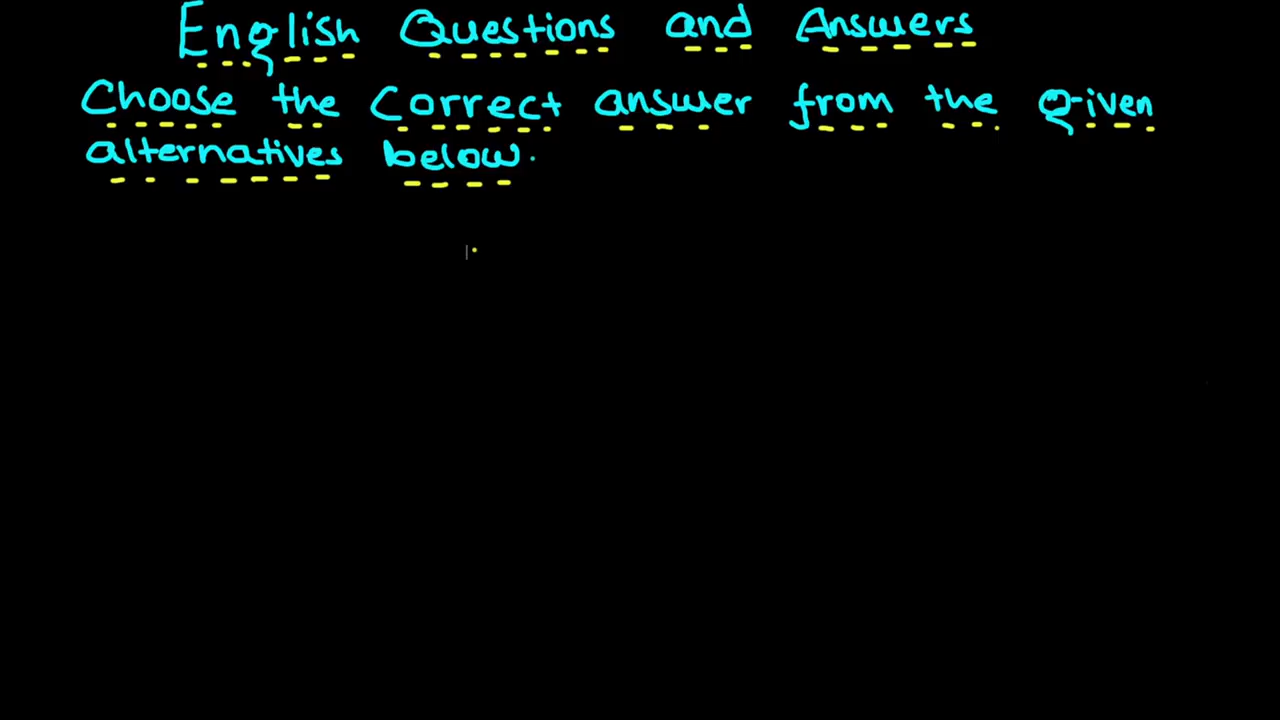 English Questions and Answers
Choose the Correct answer from the given
alternatives below.